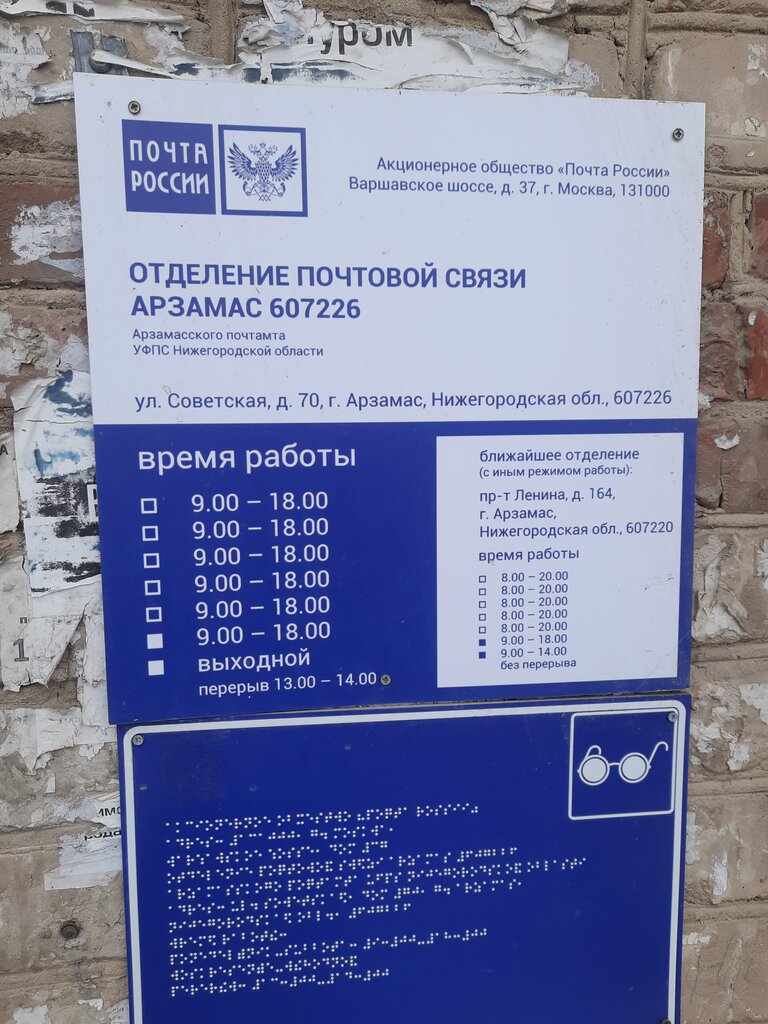 туром
ПОЧТА
РОССИИ
Акционерное общество «Почта России»
Варшавское шоссе, д. 37, г. Москва, 131000
ОТДЕЛЕНИЕ ПОЧТОВОЙ СВЯЗИ
АРЗАМАС 607226
Арзамасского почтамта
УФПС Нижегородской области
ул. Советская, д. 70, г. Арзамас, Нижегородская обл., 607226
время работы
9.00 – 18.00
9.00 – 18.00
9.00 – 18.00
9.00 – 18.00
9.00 – 18.00
9.00 – 18.00
выходной
перерыв 13.00 – 14.00
ближайшее отделение
(с иным режимом работы):
пр-т Ленина, д. 164,
г. Арзамас,
Нижегородская обл., 607220
время работы
8.00 – 20.00
8.00 – 20.00
8.00 – 20.00
8.00 – 20.00
8.00 – 20.00
9.00 – 18.00
9.00 – 14.00
без перерыва